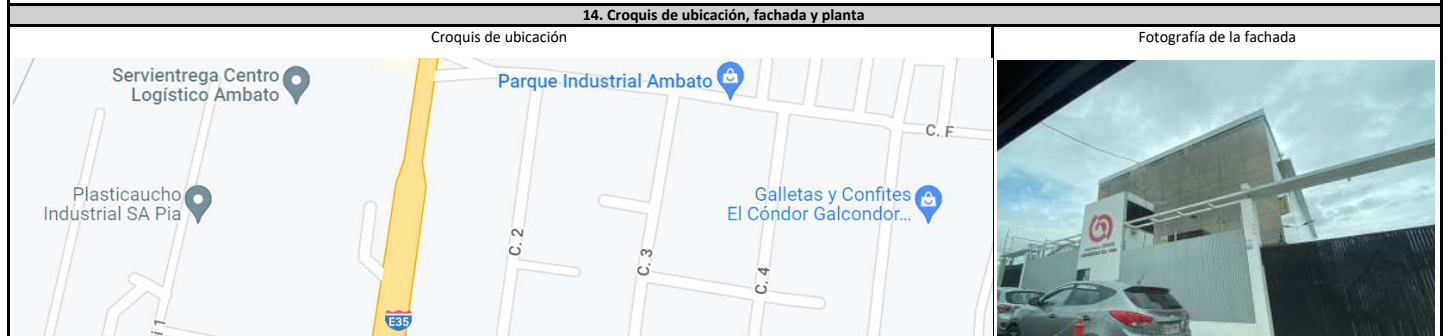 14. Croquis de ubicación, fachada y planta
Croquis de ubicación
Fotografía de la fachada
Servientrega Centro
Logístico Ambato
Parque Industrial Ambato
C. F
Plasticaucho
Industrial SA Pia
Galletas y Confites
El Cóndor Galcondor...
C. 2
C. 3
C. 4
E35